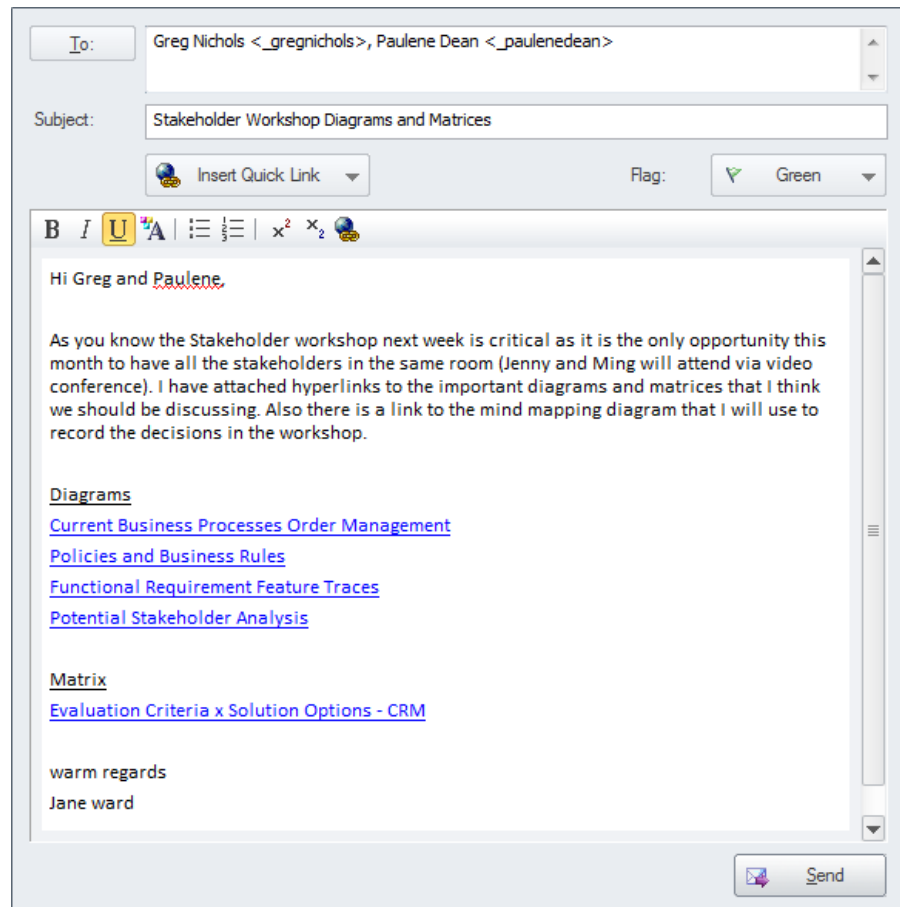 To: Greg Nichols <_gregnichols>, Paulene Dean <_paulenedean>
Subject: Stakeholder Workshop Diagrams and Matrices
Insert Quick Link Flag: Green
B I U A x² x₂
Hi Greg and Paulene,
As you know the Stakeholder workshop next week is critical as it is the only opportunity this
month to have all the stakeholders in the same room (Jenny and Ming will attend via video
conference). I have attached hyperlinks to the important diagrams and matrices that I think
we should be discussing. Also there is a link to the mind mapping diagram that I will use to
record the decisions in the workshop.
Diagrams
Current Business Processes Order Management
Policies and Business Rules
Functional Requirement Feature Traces
Potential Stakeholder Analysis
Matrix
Evaluation Criteria x Solution Options - CRM
warm regards
Jane ward
Send